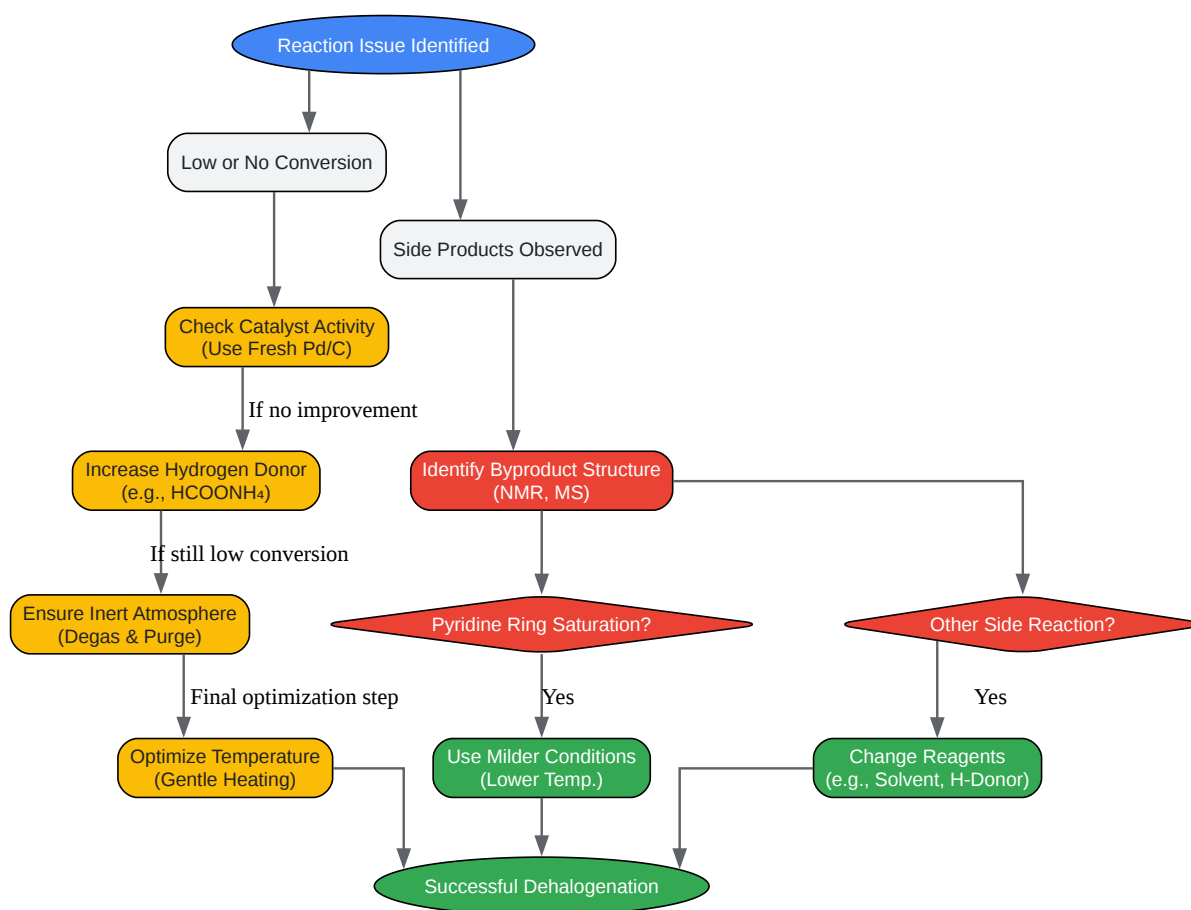 Reaction Issue Identified
Low or No Conversion
Side Products Observed
Check Catalyst Activity
(Use Fresh Pd/C)
If no improvement
Increase Hydrogen Donor
(e.g., HCOONH₄)
Identify Byproduct Structure
(NMR, MS)
If still low conversion
Ensure Inert Atmosphere
(Degas & Purge)
Pyridine Ring Saturation?
Other Side Reaction?
Final optimization step
Yes
Yes
Optimize Temperature
(Gentle Heating)
Use Milder Conditions
(Lower Temp.)
Change Reagents
(e.g., Solvent, H-Donor)
Successful Dehalogenation